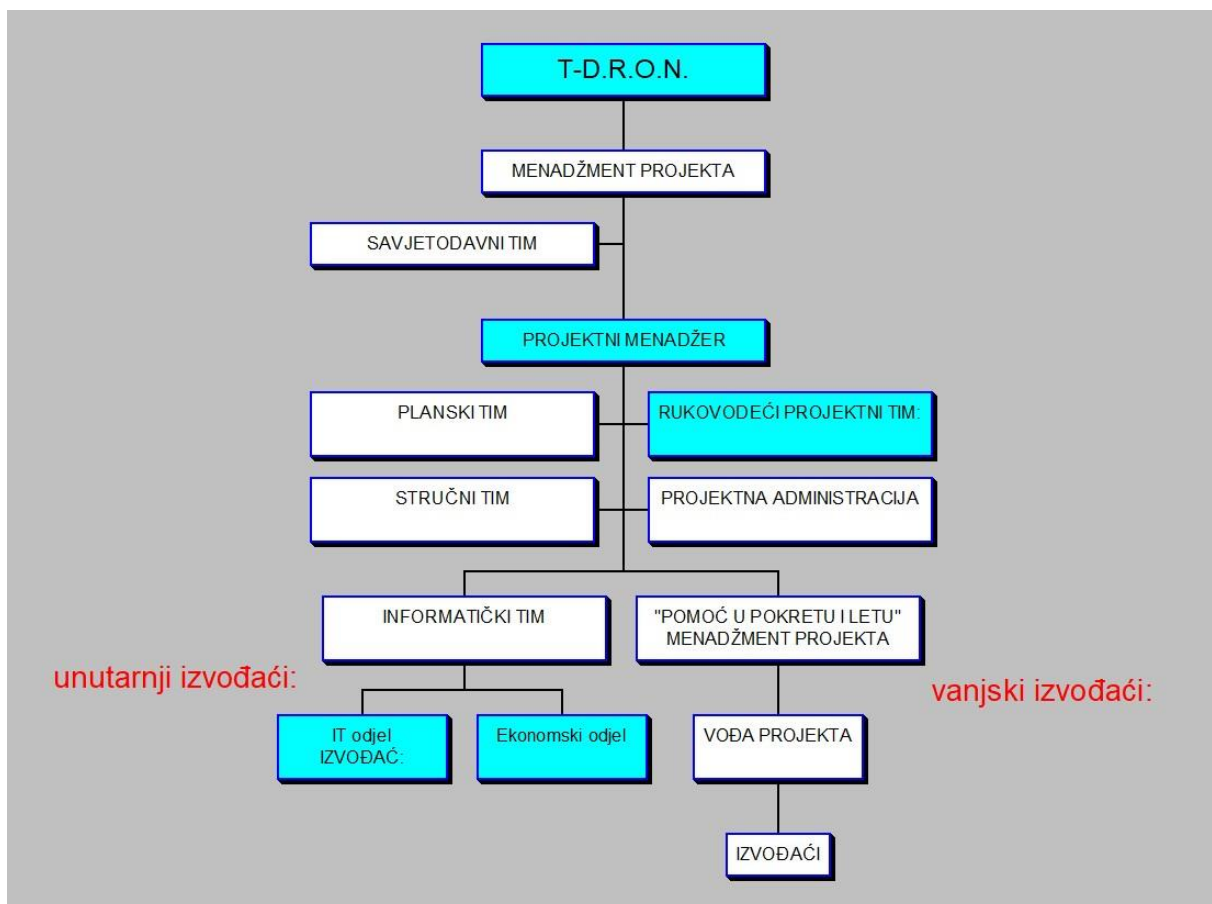 T-D.R.O.N.
MENADŽMENT PROJEKTA
SAVJETODAVNI TIM
PROJEKTNI MENADŽER
PLANSKI TIM
RUKOVODEĆI PROJEKTNI TIM:
STRUČNI TIM
PROJEKTNA ADMINISTRACIJA
INFORMATIČKI TIM
"POMOĆ U POKRETU I LETU"
MENADŽMENT PROJEKTA
unutarnji izvođaći:
vanjski izvođaći:
IT odjel
IZVOĐAĆ:
Ekonomski odjel
VOĐA PROJEKTA
IZVOĐAĆI